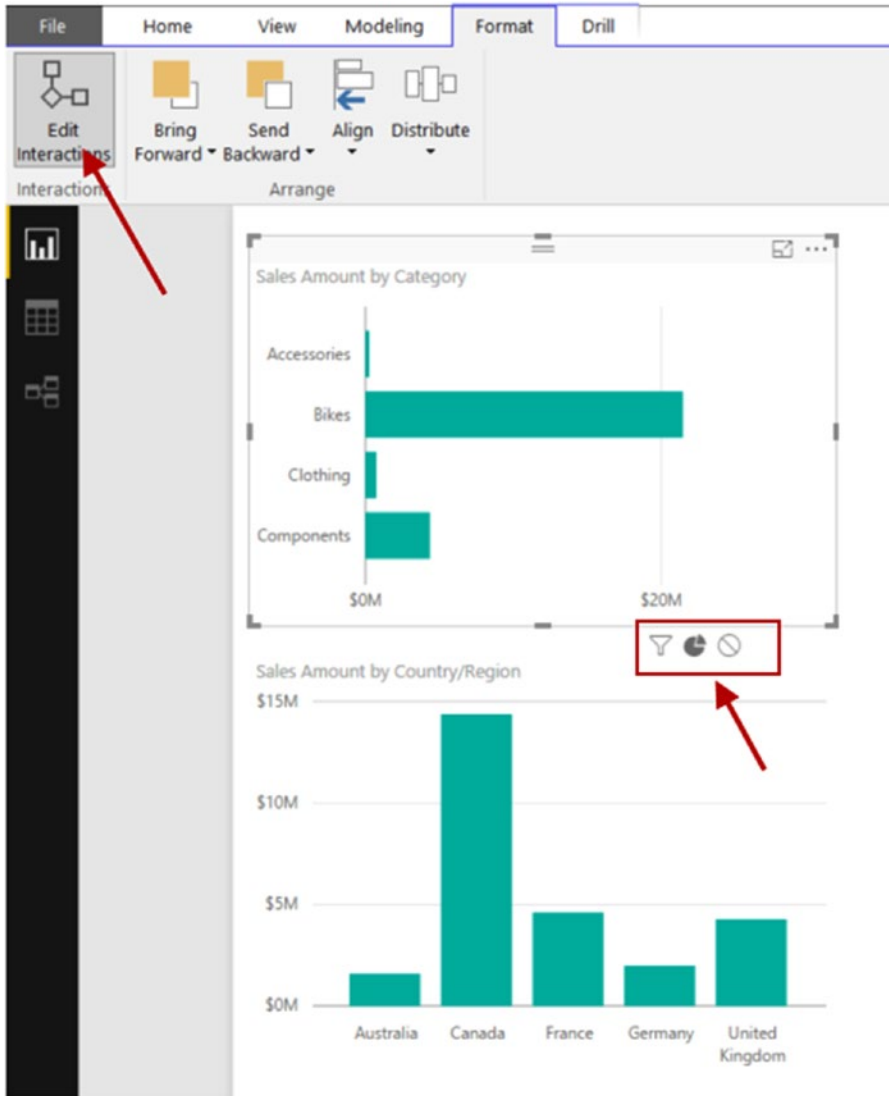 File Home View Modeling Format Drill
Edit Bring Send Align Distribute
Interactions Forward Backward
Interactions Arrange
Sales Amount by Category
Accessories
Bikes
Clothing
Components
$0M $20M
Sales Amount by Country/Region
$15M
$10M
$5M
$0M
Australia Canada France Germany United
Kingdom